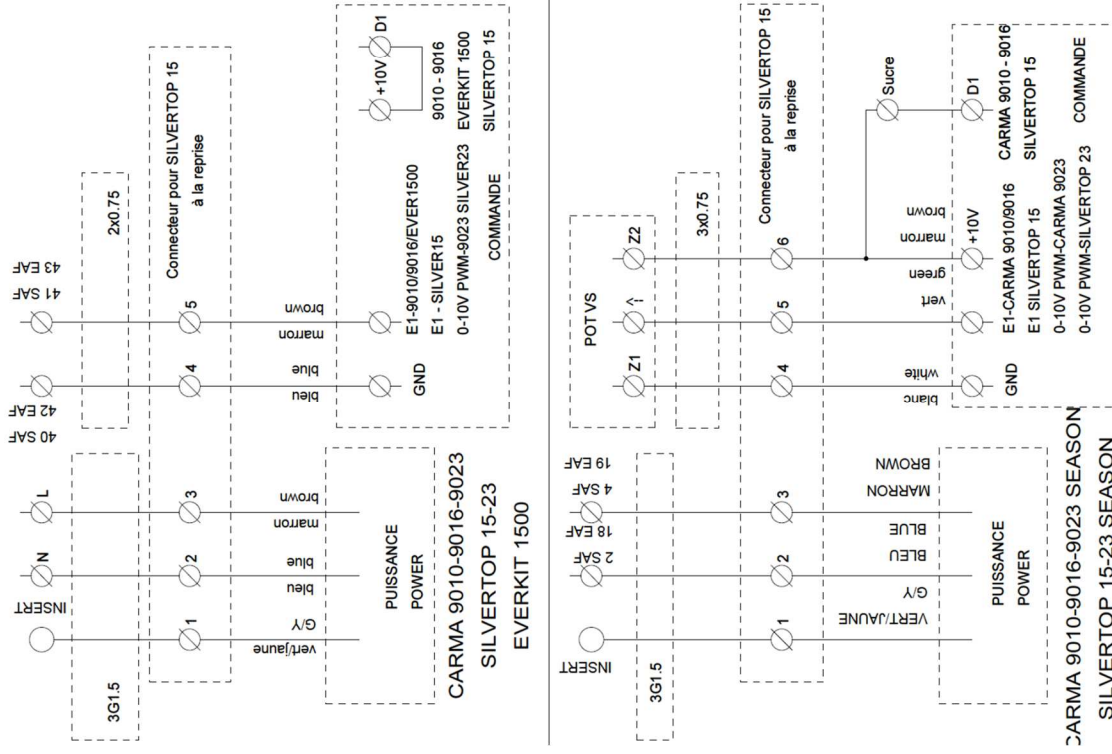 INSERT
N
L
40 SAF
42 EAF
41 SAF
43 EAF
3G1.5
2x0.75
Connecteur pour SILVERTOP 15
à la reprise
1
2
3
4
5
vert/jaune
G/Y
bleu
blue
marron
brown
bleu
blue
marron
brown
PUISSANCE
POWER
GND
E1-9010/9016/EVER1500
E1 - SILVER15
0-10V PWM-9023 SILVER23
COMMANDE
+10V
D1
9010 - 9016
EVERKIT 1500
SILVERTOP 15
CARMA 9010-9016-9023
SILVERTOP 15-23
EVERKIT 1500
INSERT
2 SAF
18 EAF
4 SAF
19 EAF
3G1.5
POT VS
Z1
Z2
3x0.75
Connecteur pour SILVERTOP 15
à la reprise
1
2
3
4
5
6
VERT/JAUNE
G/Y
BLEU
BLUE
MARRON
BROWN
blanc
white
vert
green
marron
brown
Sucre
PUISSANCE
POWER
GND
+10V
D1
E1-CARMA 9010/9016
E1 SILVERTOP 15
0-10V PWM-CARMA 9023
0-10V PWM-SILVERTOP 23
CARMA 9010 - 9016
SILVERTOP 15
COMMANDE
CARMA 9010-9016-9023 SEASON
SILVERTOP 15-23 SEASON